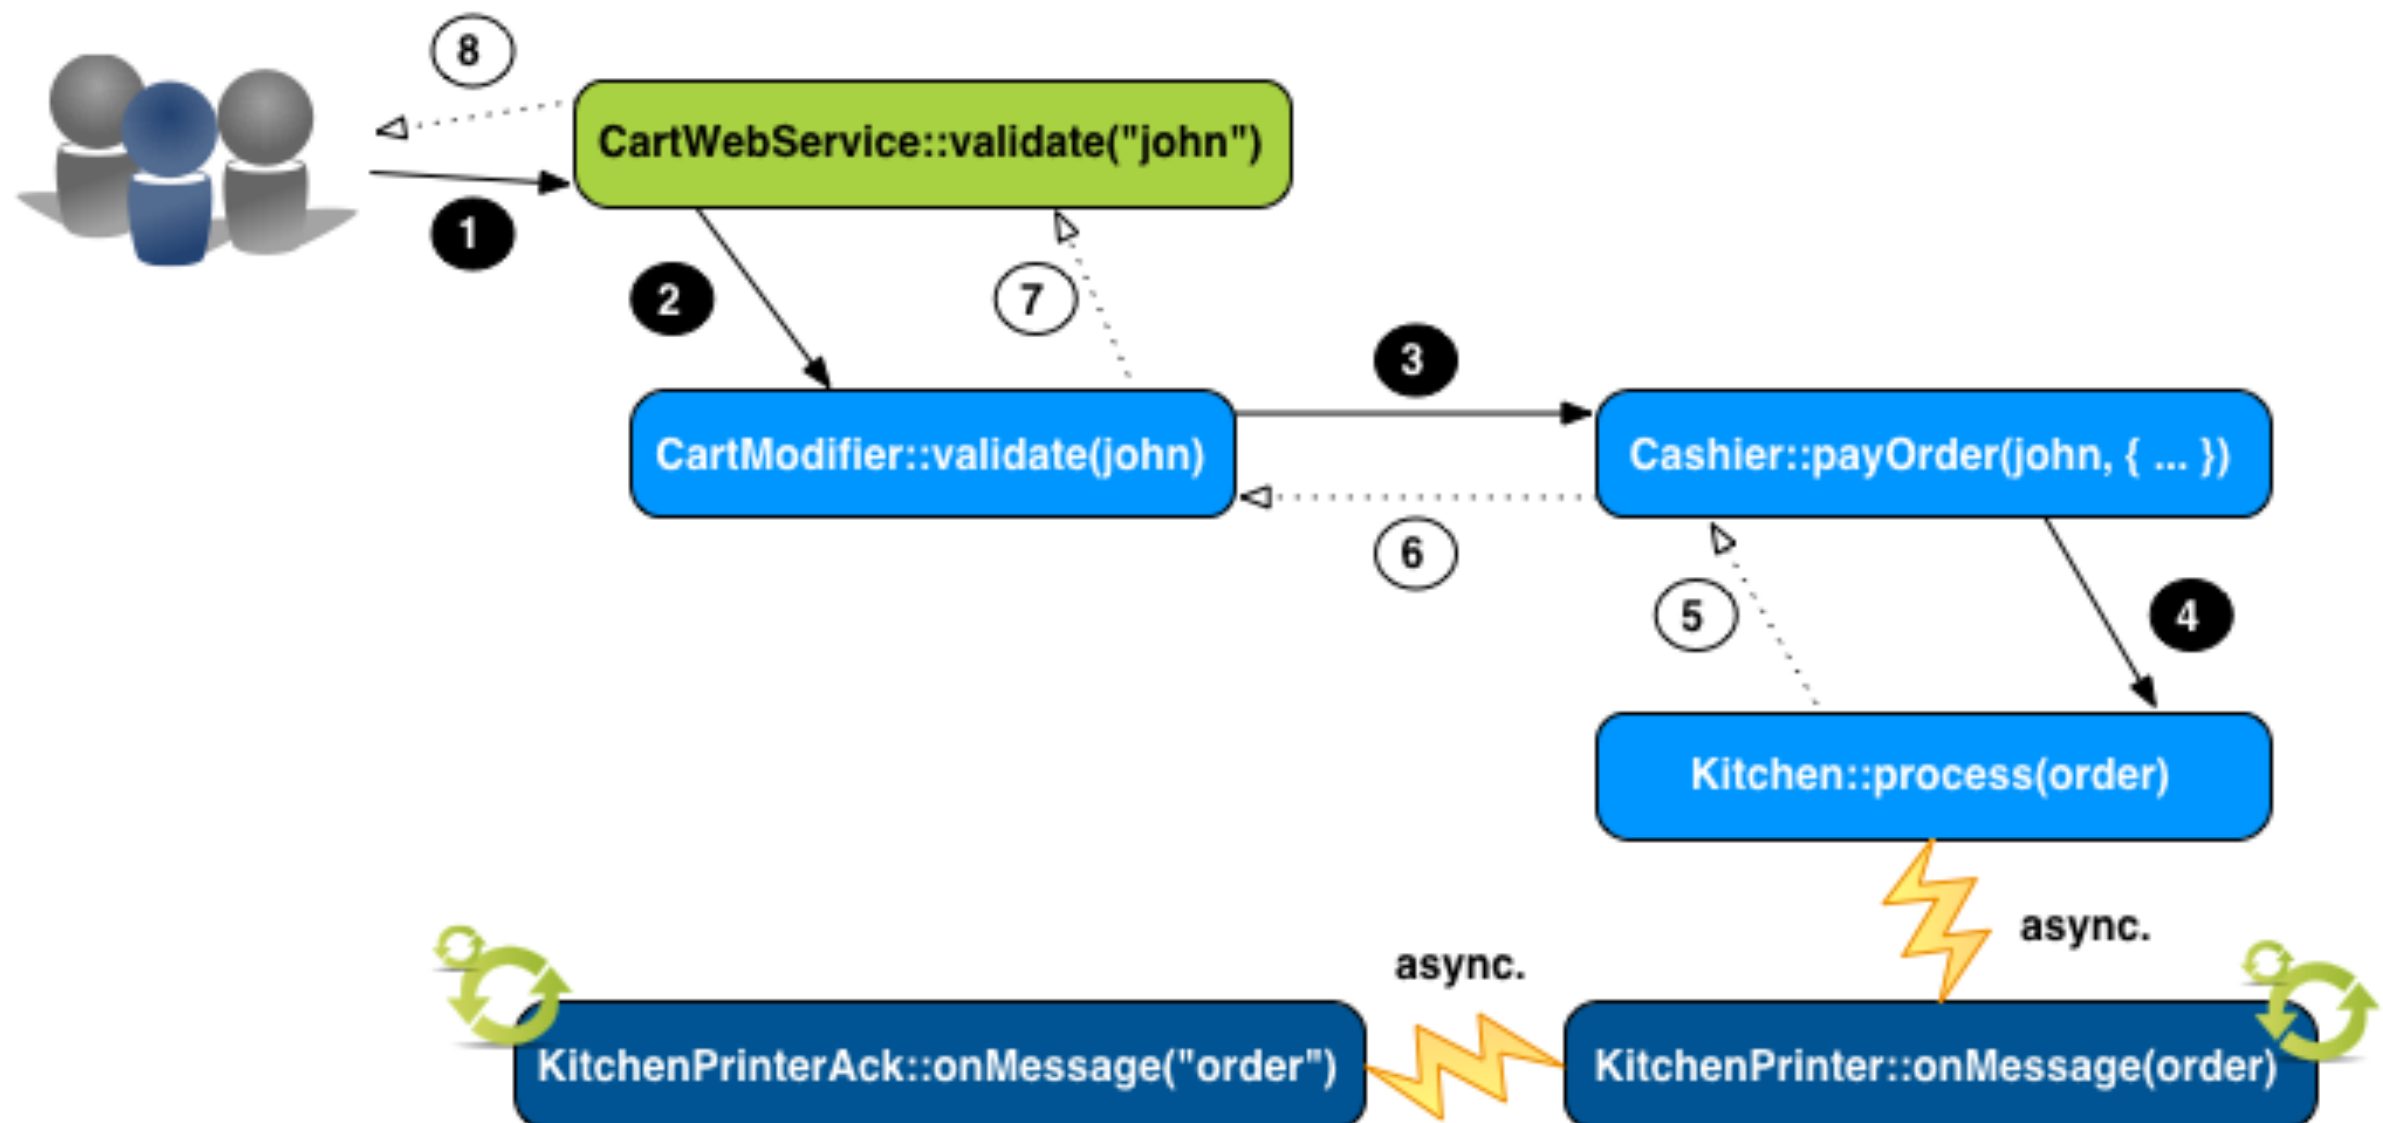 8
CartWebService::validate("john")
1
2
7
3
CartModifier::validate(john)
Cashier::payOrder(john, { ... })
6
5
4
Kitchen::process(order)
async.
async.
KitchenPrinterAck::onMessage("order")
KitchenPrinter::onMessage(order)